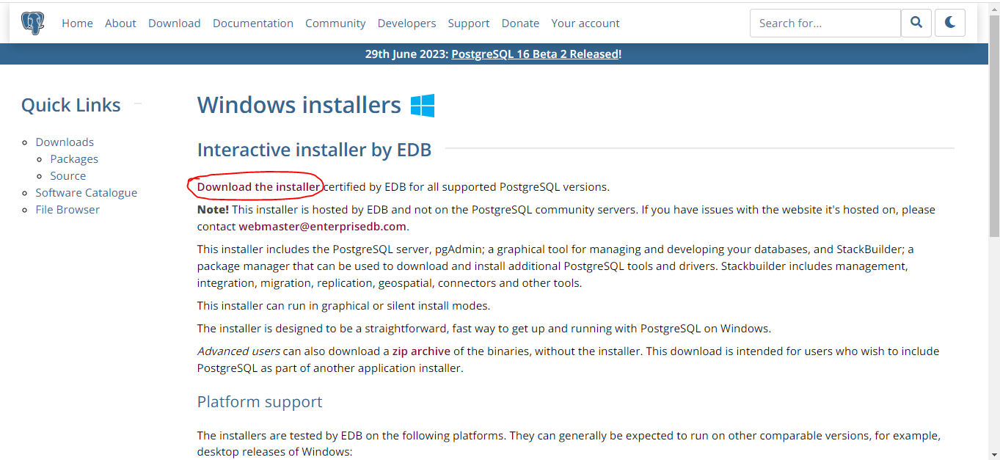 Home About Download Documentation Community Developers Support Donate Your account Search for...
29th June 2023: PostgreSQL 16 Beta 2 Released!
Quick Links
Downloads
Packages
Source
Software Catalogue
File Browser
Windows installers
Interactive installer by EDB
Download the installer certified by EDB for all supported PostgreSQL versions.
Note! This installer is hosted by EDB and not on the PostgreSQL community servers. If you have issues with the website it's hosted on, please
contact webmaster@enterprisedb.com.
This installer includes the PostgreSQL server, pgAdmin; a graphical tool for managing and developing your databases, and StackBuilder; a
package manager that can be used to download and install additional PostgreSQL tools and drivers. Stackbuilder includes management,
integration, migration, replication, geospatial, connectors and other tools.
This installer can run in graphical or silent install modes.
The installer is designed to be a straightforward, fast way to get up and running with PostgreSQL on Windows.
Advanced users can also download a zip archive of the binaries, without the installer. This download is intended for users who wish to include
PostgreSQL as part of another application installer.
Platform support
The installers are tested by EDB on the following platforms. They can generally be expected to run on other comparable versions, for example,
desktop releases of Windows: